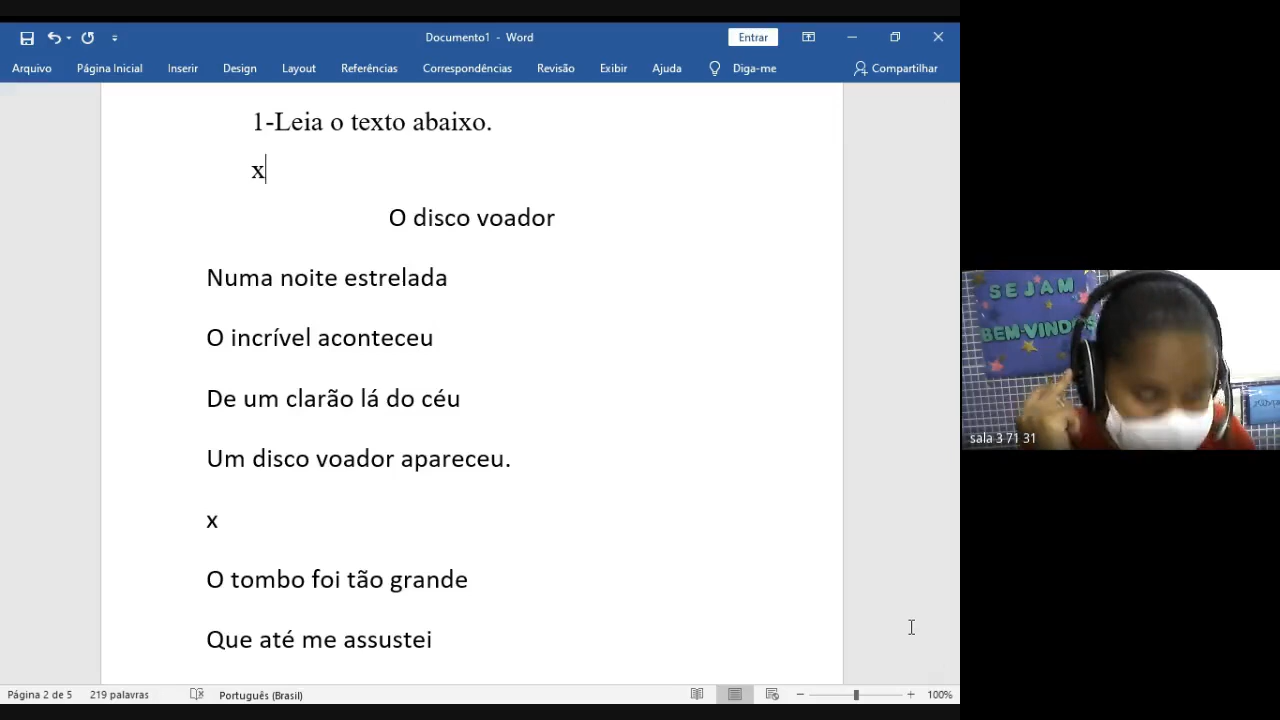 Documento1 - Word
Entrar
Arquivo Página Inicial Inserir Design Layout Referências Correspondências Revisão Exibir Ajuda Diga-me Compartilhar
1-Leia o texto abaixo.
x
O disco voador
Numa noite estrelada
O incrível aconteceu
De um clarão lá do céu
Um disco voador apareceu.
x
O tombo foi tão grande
Que até me assustei
SEJAM
BEM-VINDOS
sala 3 71 31
Página 2 de 5 219 palavras Português (Brasil) 100%